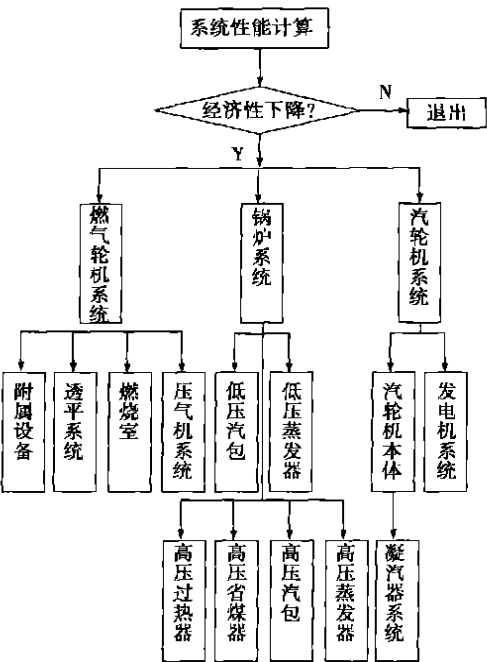 系统性能计算
经济性下降?
N
退出
Y
燃气轮机系统
锅炉系统
汽轮机系统
附属设备
透平系统
燃烧室
压气机系统
低压汽包
低压蒸发器
汽轮机本体
发电机系统
高压过热器
高压省煤器
高压汽包
高压蒸发器
凝汽器系统